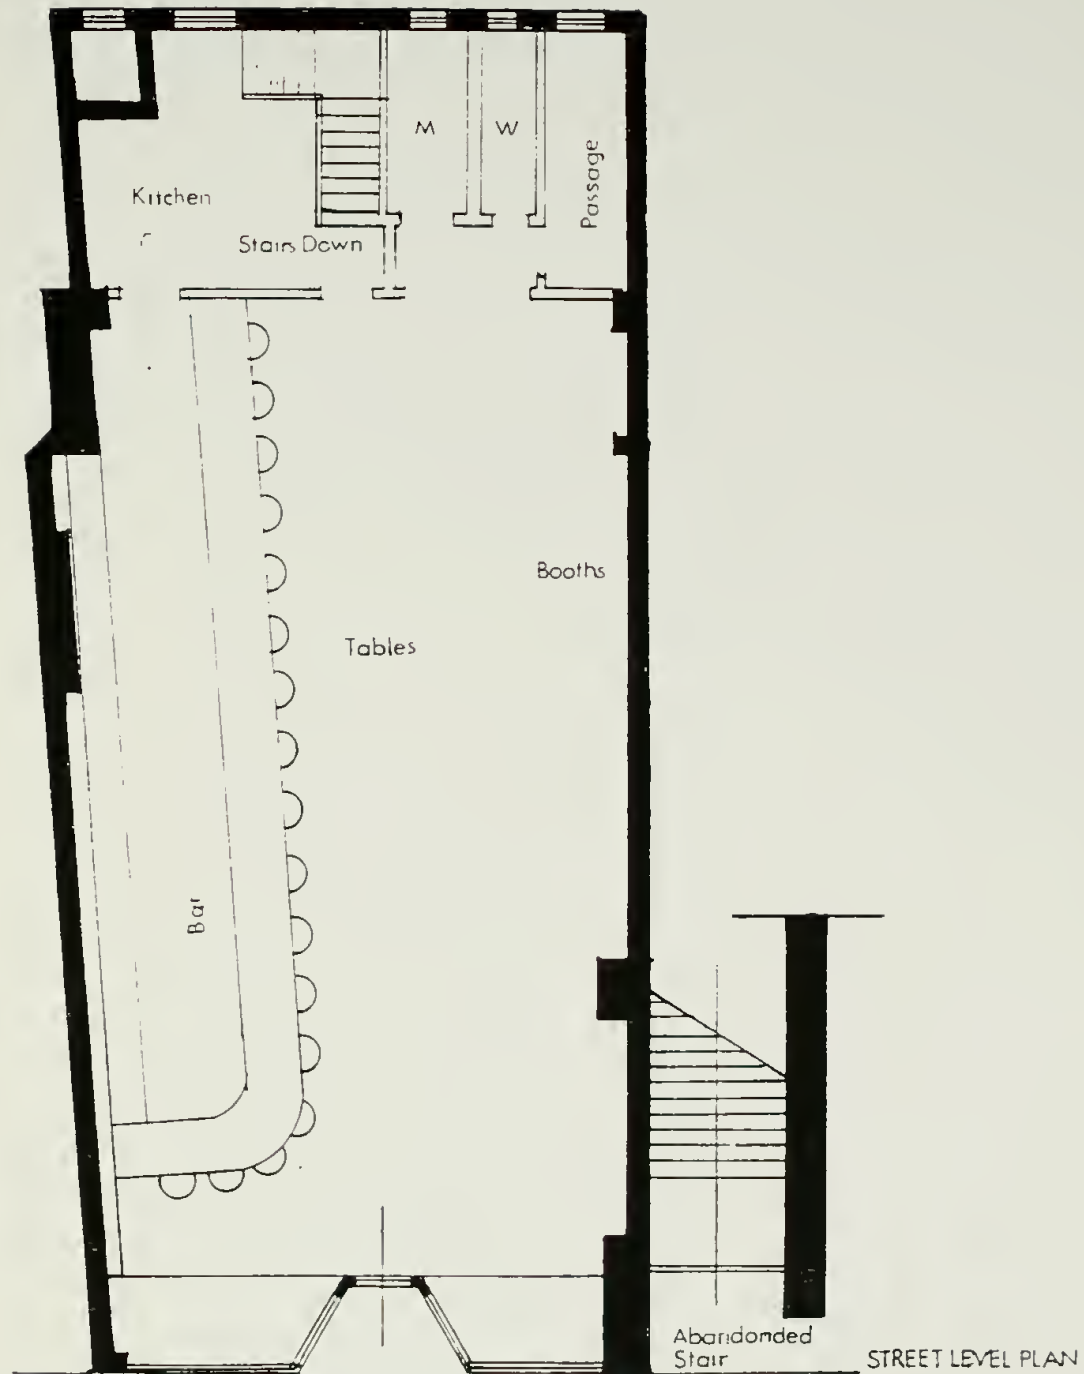 M
W
Passage
Kitchen
Stairs Down
Booths
Tables
Bar
Abandonded
Stair
STREET LEVEL PLAN